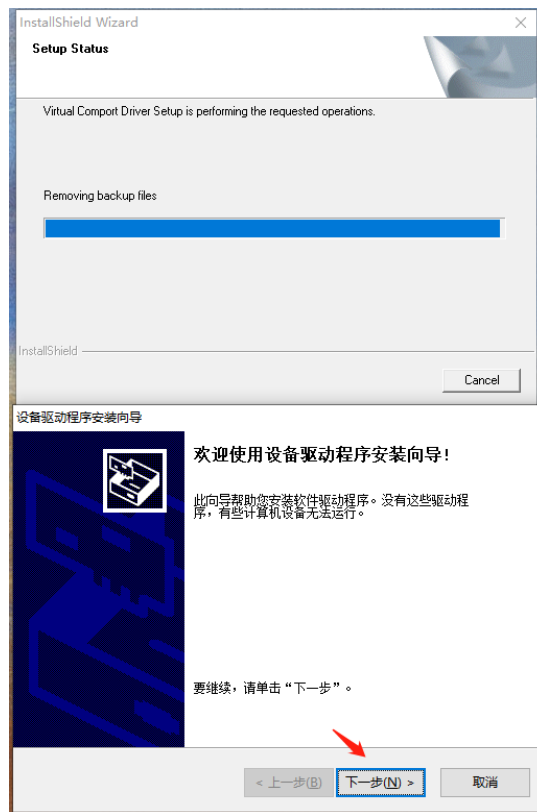 InstallShield Wizard
Setup Status
Virtual Comport Driver Setup is performing the requested operations.
Removing backup files
InstallShield
Cancel
设备驱动程序安装向导
欢迎使用设备驱动程序安装向导!
此向导帮助您安装软件驱动程序。没有这些驱动程
序，有些计算机设备无法运行。
要继续，请单击“下一步”。
< 上一步(B)
下一步(N) >
取消